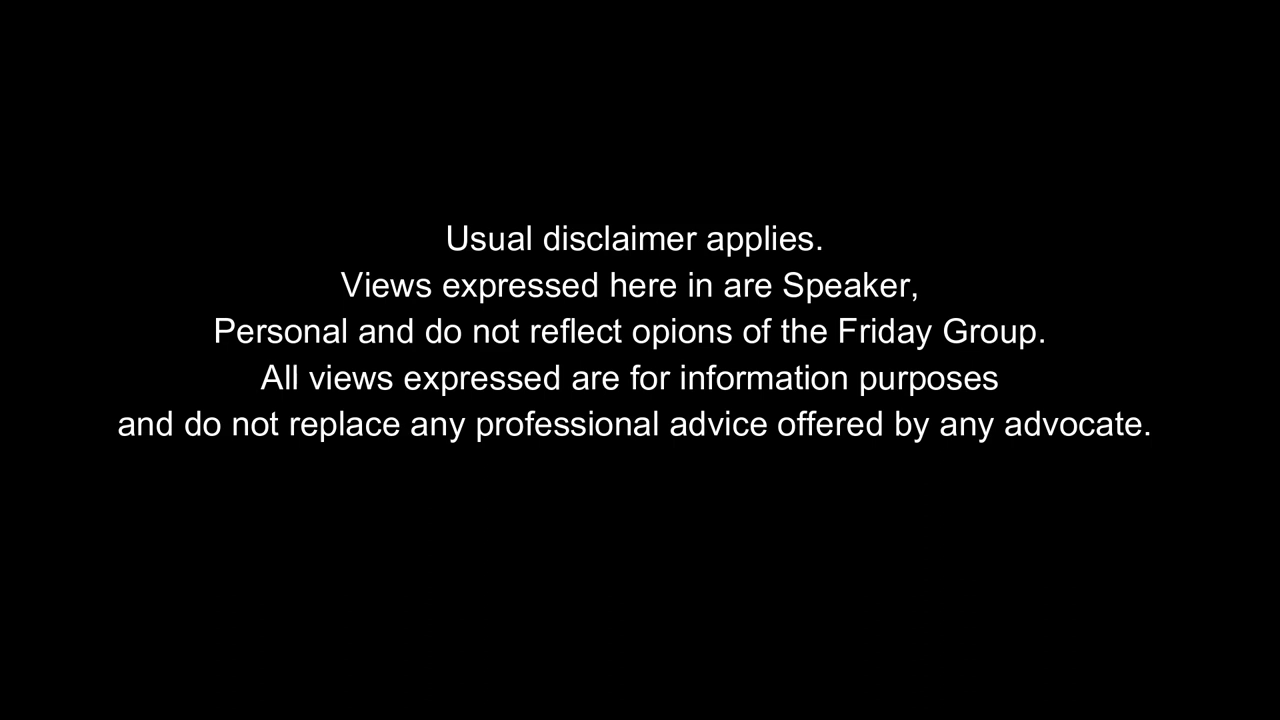 Usual disclaimer applies.
Views expressed here in are Speaker,
Personal and do not reflect opions of the Friday Group.
All views expressed are for information purposes
and do not replace any professional advice offered by any advocate.